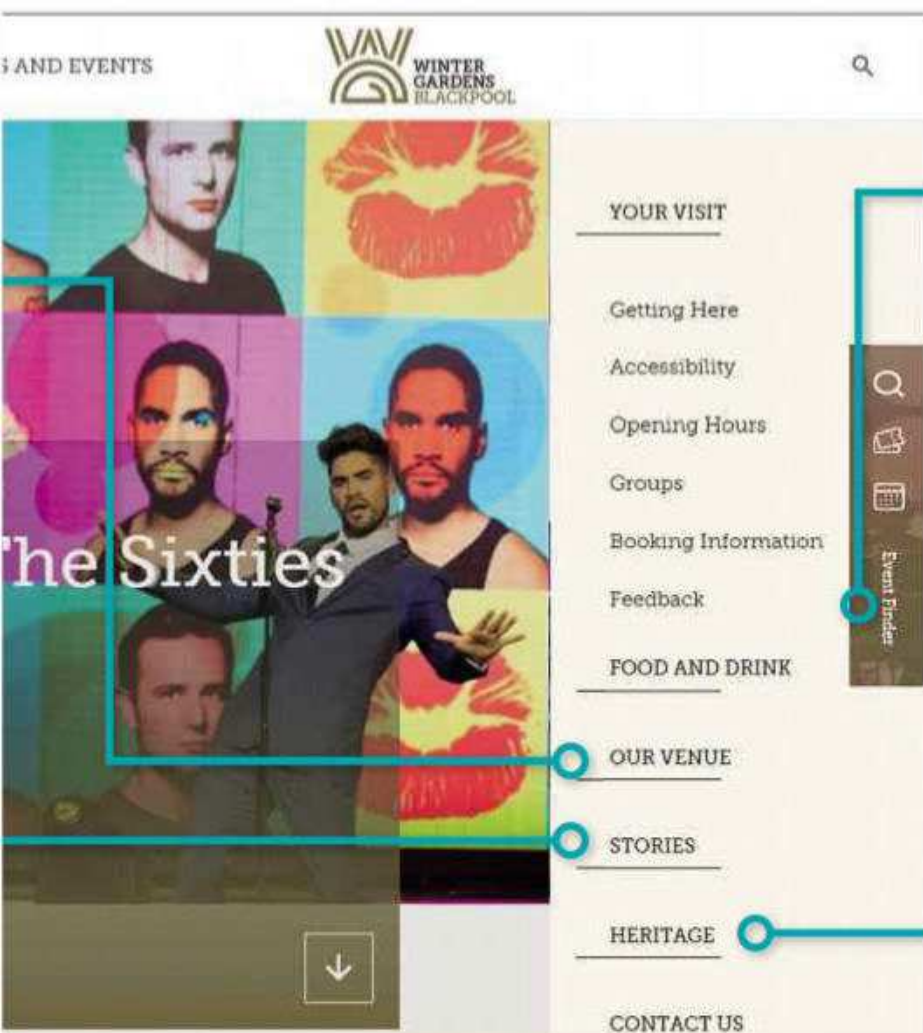 AND EVENTS
WINTER
GARDENS
BLACKPOOL
The Sixties
YOUR VISIT
Getting Here
Accessibility
Opening Hours
Groups
Booking Information
Feedback
FOOD AND DRINK
OUR VENUE
STORIES
HERITAGE
CONTACT US
Event Finder